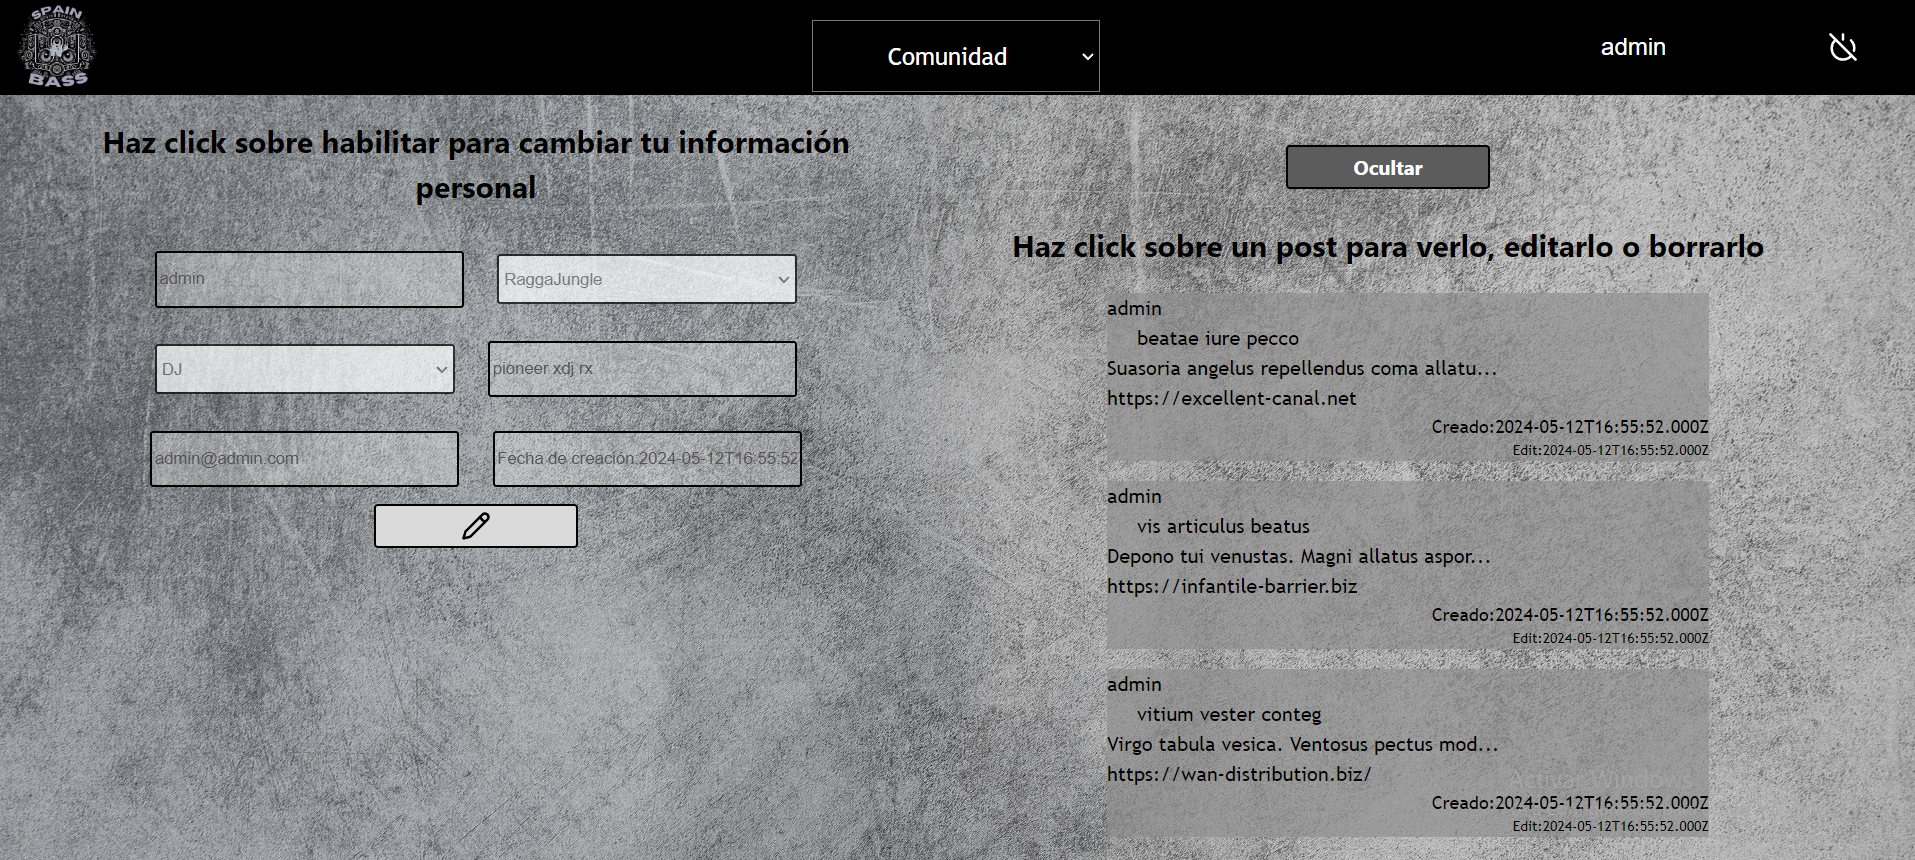 SPAIN
BASS
Comunidad
admin
Haz click sobre habilitar para cambiar tu información
personal
admin
RaggaJungle
DJ
pioneer xdj rx
admin@admin.com
Fecha de creación:2024-05-12T16:55:52
Ocultar
Haz click sobre un post para verlo, editarlo o borrarlo
admin
beatae iure pecco
Suasoria angelus repellendus coma allatu...
https://excellent-canal.net
Creado:2024-05-12T16:55:52.000Z
Edit:2024-05-12T16:55:52.000Z
admin
vis articulus beatus
Depono tui venustas. Magni allatus aspor...
https://infantile-barrier.biz
Creado:2024-05-12T16:55:52.000Z
Edit:2024-05-12T16:55:52.000Z
admin
vitium vester conteg
Virgo tabula vesica. Ventosus pectus mod...
https://wan-distribution.biz/
Activar Windows
Creado:2024-05-12T16:55:52.000Z
Edit:2024-05-12T16:55:52.000Z